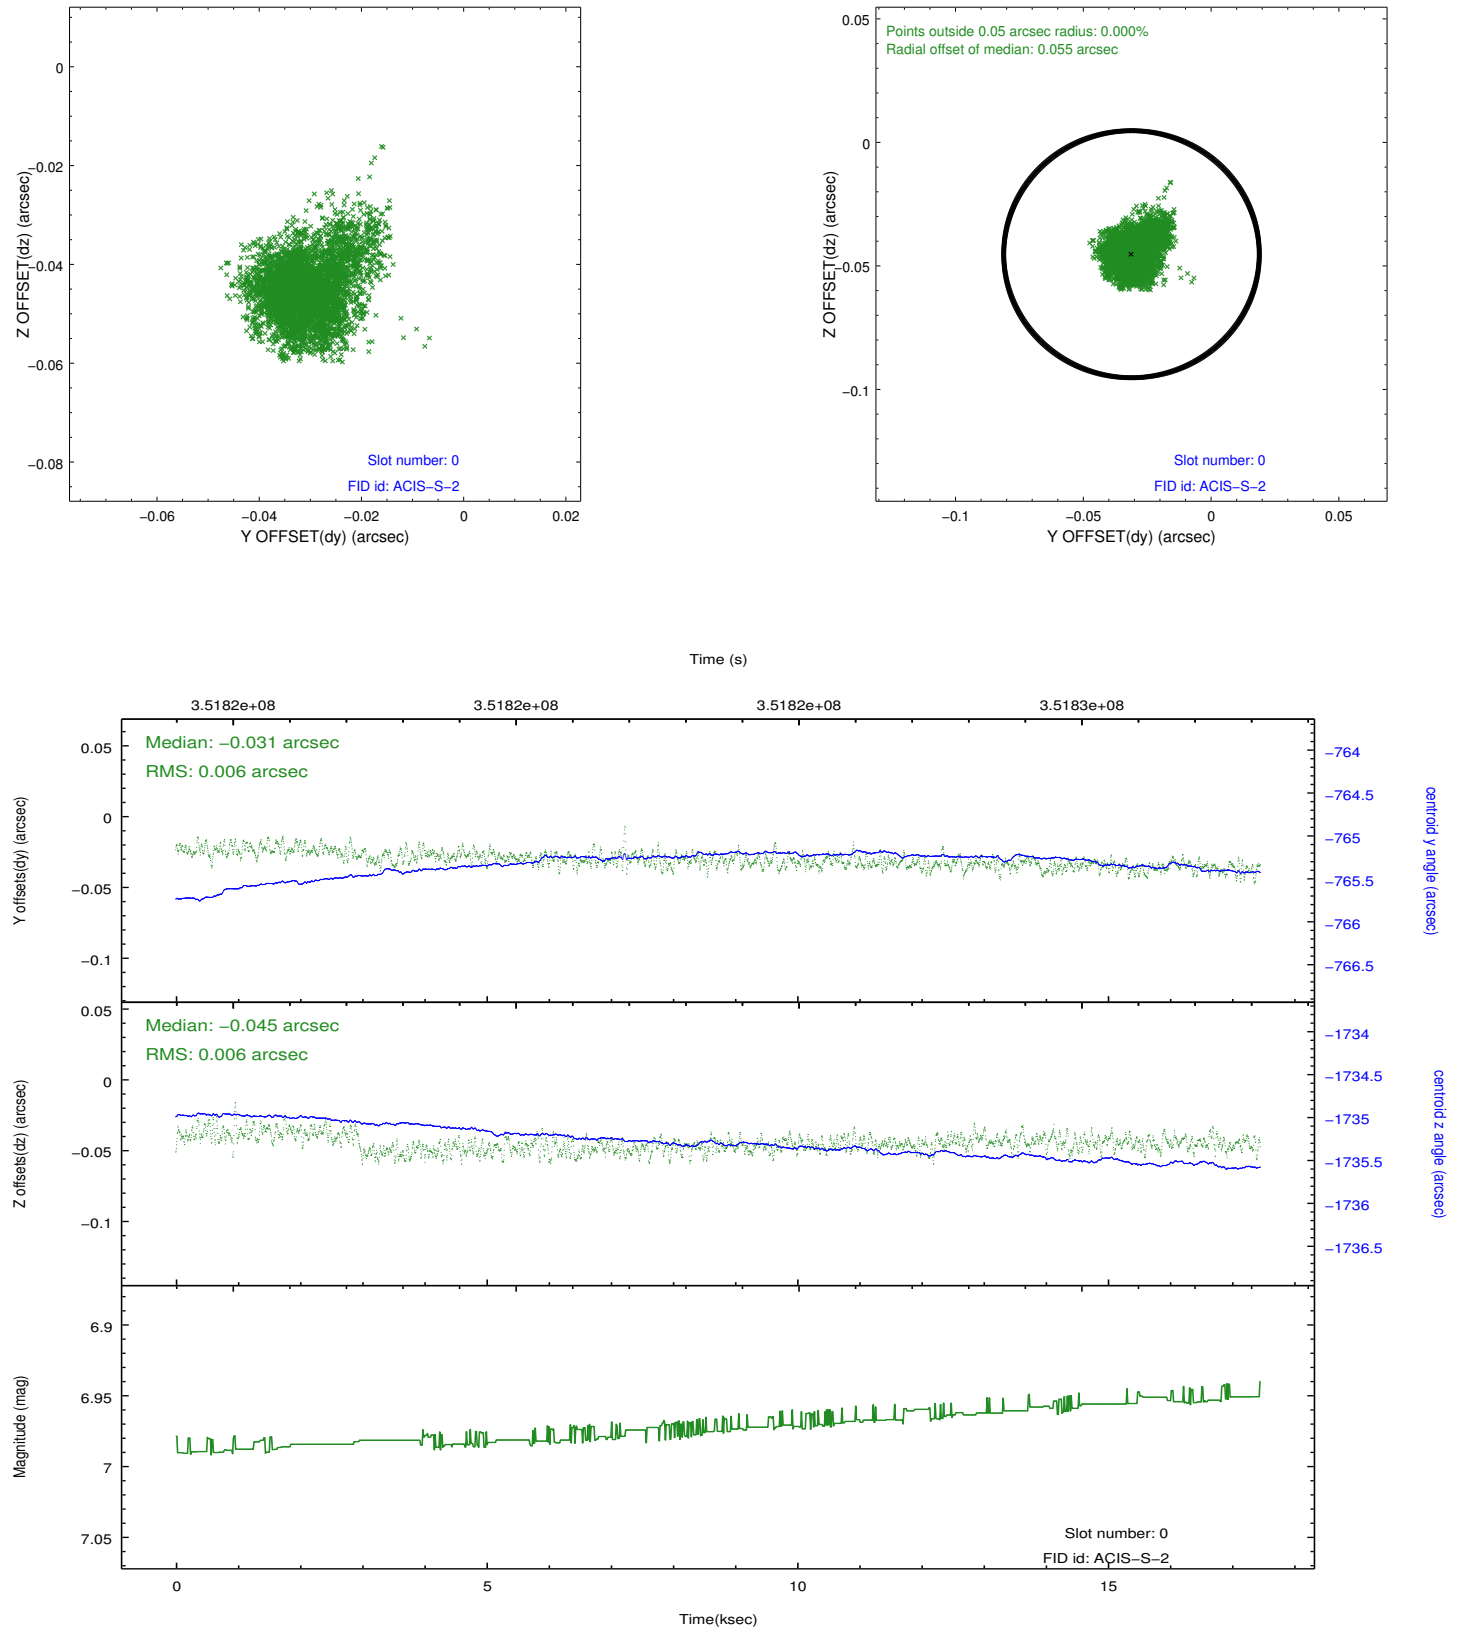 0
−0.02
−0.04
−0.06
−0.08
Z OFFSET(dz) (arcsec)
Slot number: 0
FID id: ACIS−S−2
−0.06 −0.04 −0.02 0 0.02
Y OFFSET(dy) (arcsec)
Points outside 0.05 arcsec radius: 0.000%
Radial offset of median: 0.055 arcsec
0.05
0
−0.05
−0.1
Z OFFSET(dz) (arcsec)
Slot number: 0
FID id: ACIS−S−2
−0.1 −0.05 0 0.05
Y OFFSET(dy) (arcsec)
Time (s)
3.5182e+08 3.5182e+08 3.5182e+08 3.5183e+08
Median: −0.031 arcsec
RMS: 0.006 arcsec
0.05
0
−0.05
−0.1
Y offsets(dy) (arcsec)
−764
−764.5
−765
−765.5
−766
−766.5
centroid y angle (arcsec)
Median: −0.045 arcsec
RMS: 0.006 arcsec
0.05
0
−0.05
−0.1
Z offsets(dz) (arcsec)
−1734
−1734.5
−1735
−1735.5
−1736
−1736.5
centroid z angle (arcsec)
6.9
6.95
7
7.05
Magnitude (mag)
Slot number: 0
FID id: ACIS−S−2
0 5 10 15
Time(ksec)